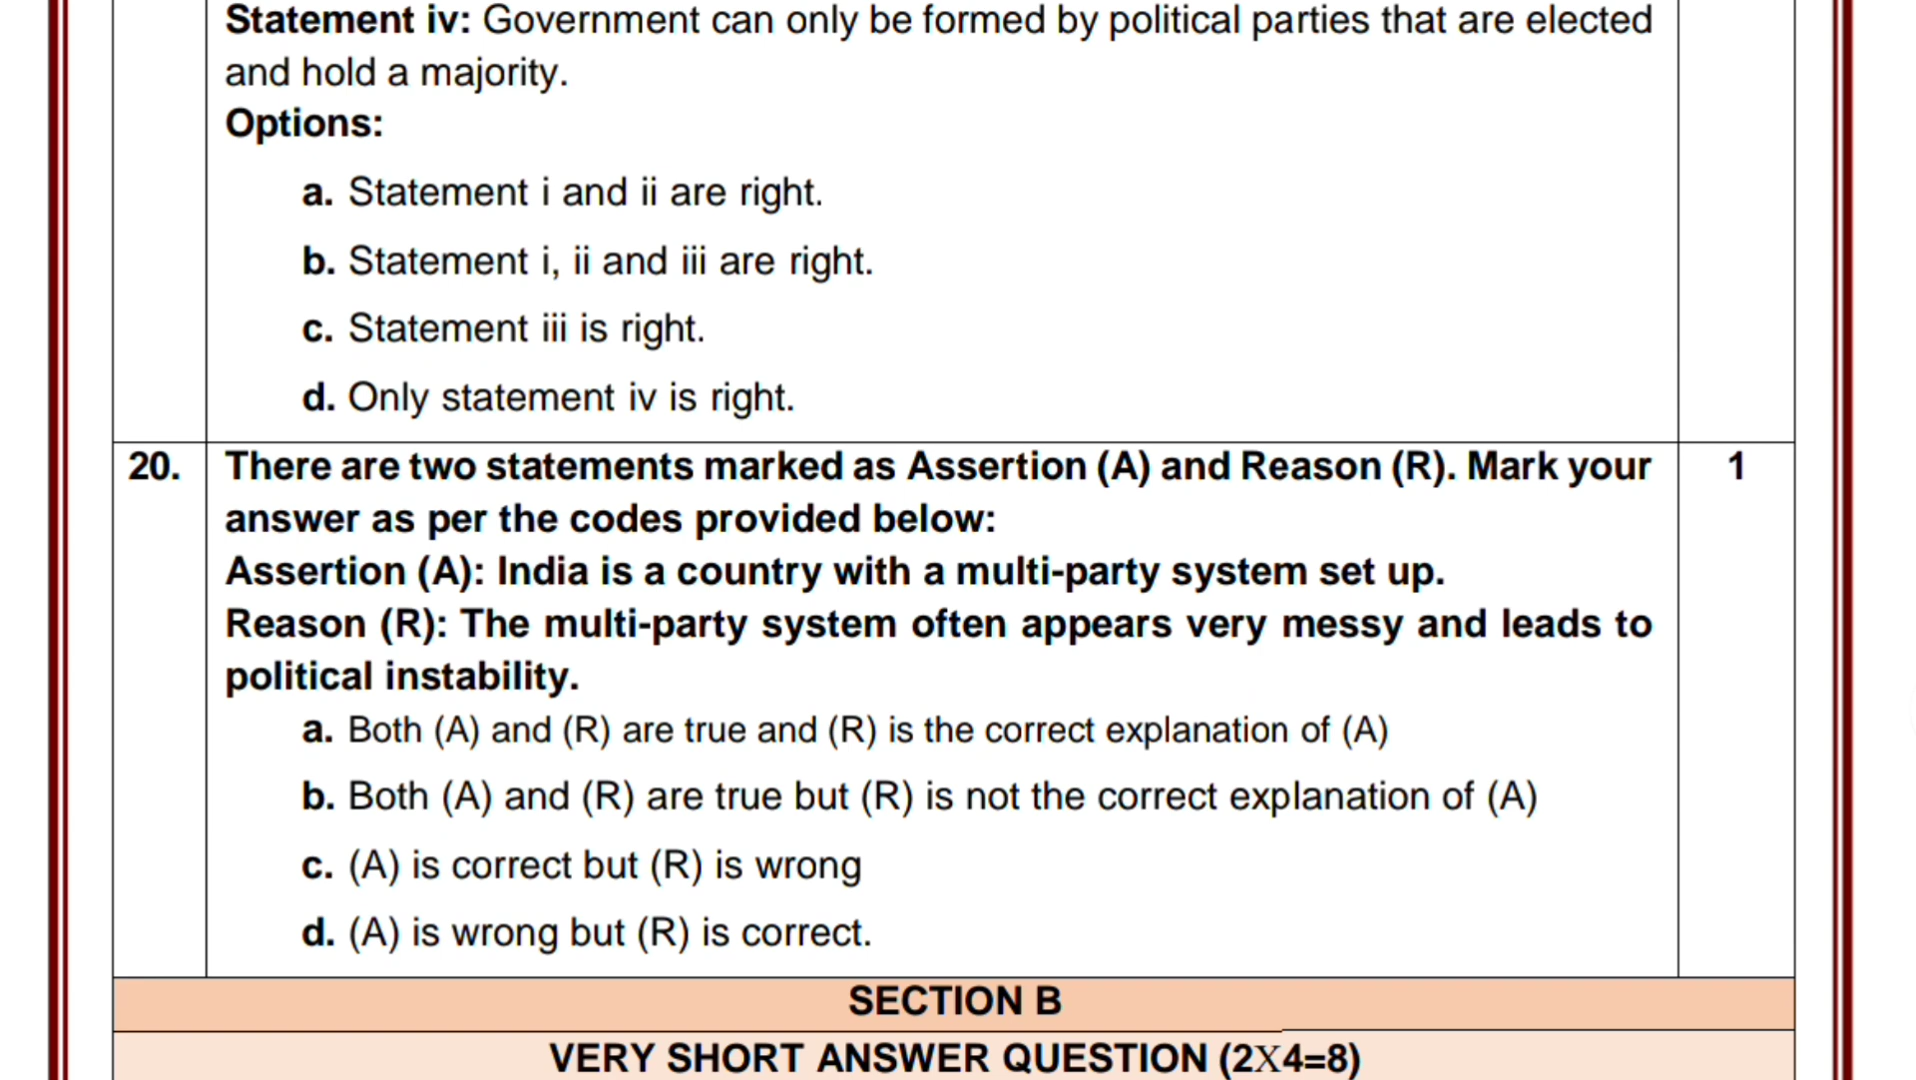 Statement iv: Government can only be formed by political parties that are elected
and hold a majority.
Options:
a. Statement i and ii are right.
b. Statement i, ii and iii are right.
c. Statement iii is right.
d. Only statement iv is right.
20. There are two statements marked as Assertion (A) and Reason (R). Mark your 1
answer as per the codes provided below:
Assertion (A): India is a country with a multi-party system set up.
Reason (R): The multi-party system often appears very messy and leads to
political instability.
a. Both (A) and (R) are true and (R) is the correct explanation of (A)
b. Both (A) and (R) are true but (R) is not the correct explanation of (A)
c. (A) is correct but (R) is wrong
d. (A) is wrong but (R) is correct.
SECTION B
VERY SHORT ANSWER QUESTION (2X4=8)